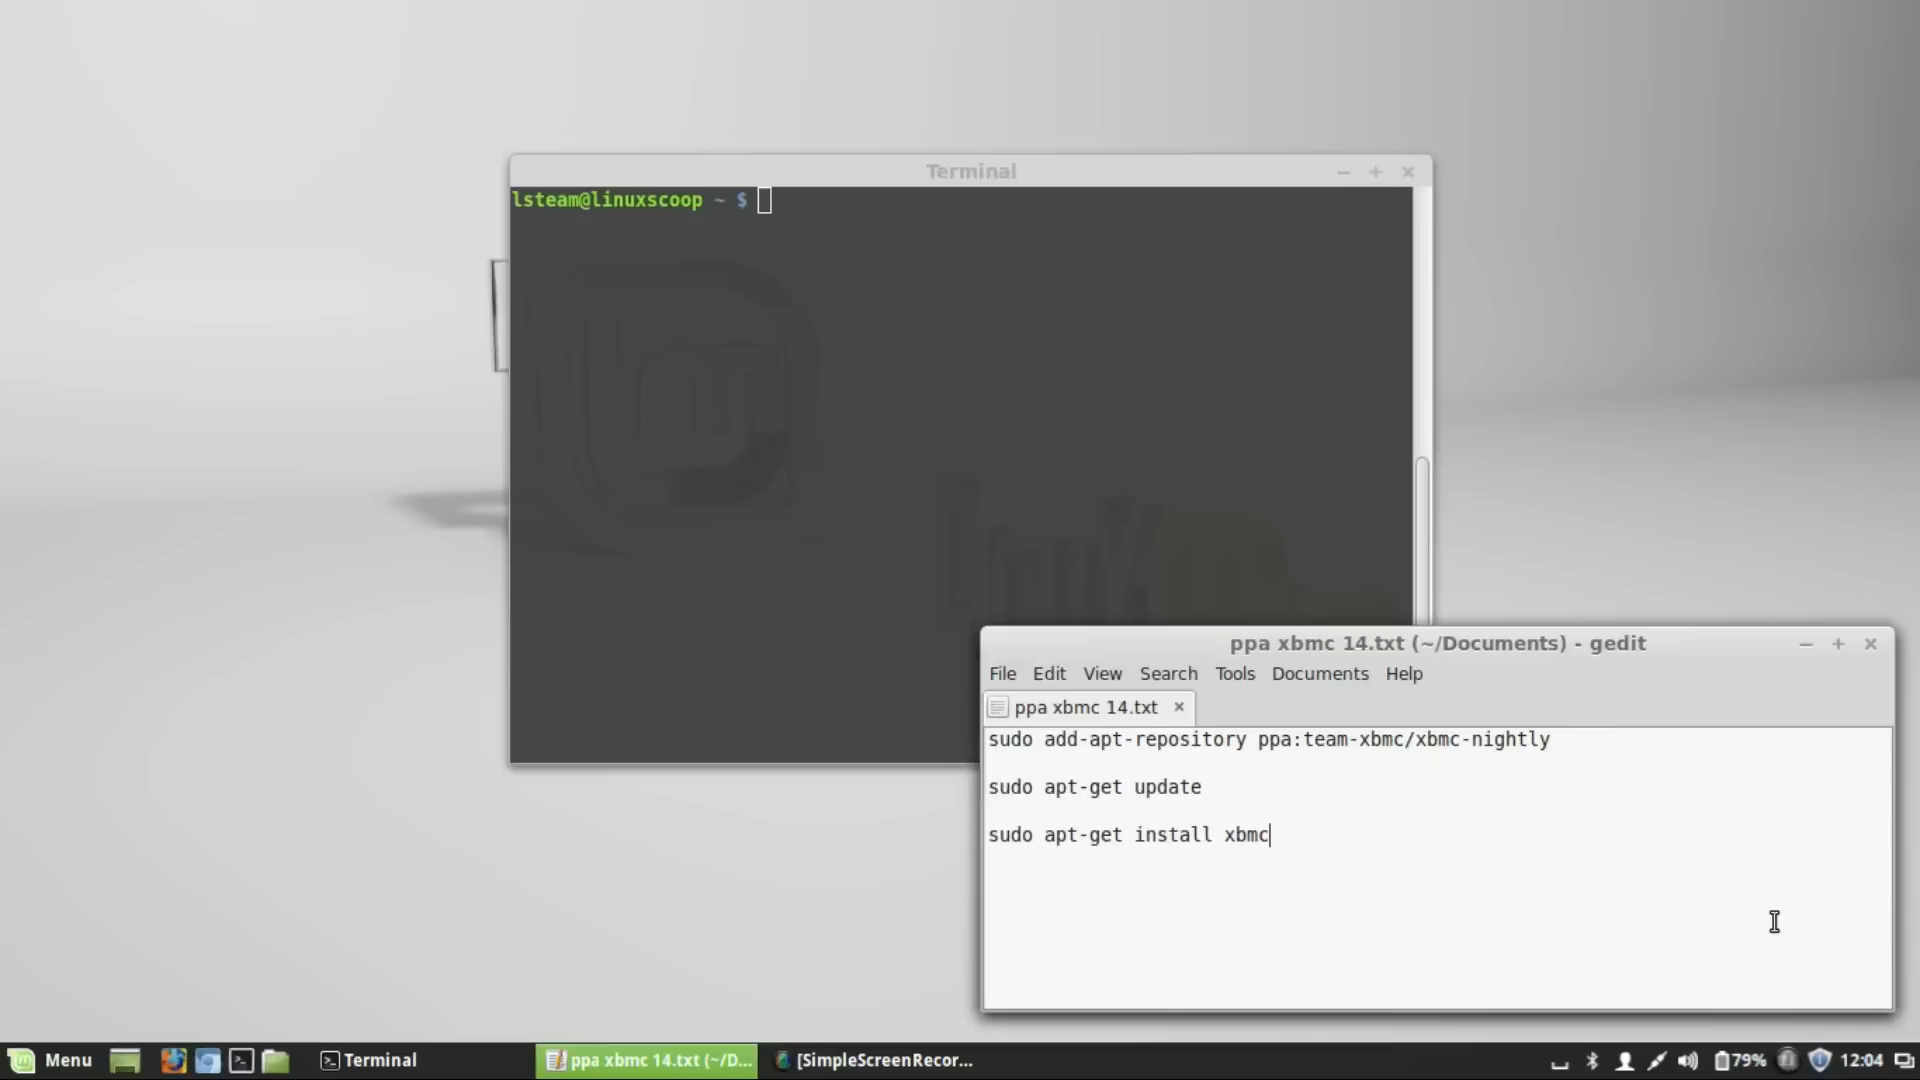 Terminal
lsteam@linuxscoop ~ $
ppa xbmc 14.txt (~/Documents) - gedit
File Edit View Search Tools Documents Help
ppa xbmc 14.txt
sudo add-apt-repository ppa:team-xbmc/xbmc-nightly
sudo apt-get update
sudo apt-get install xbmc
Menu Terminal ppa xbmc 14.txt (~/D... [SimpleScreenRecor... 79% 12:04